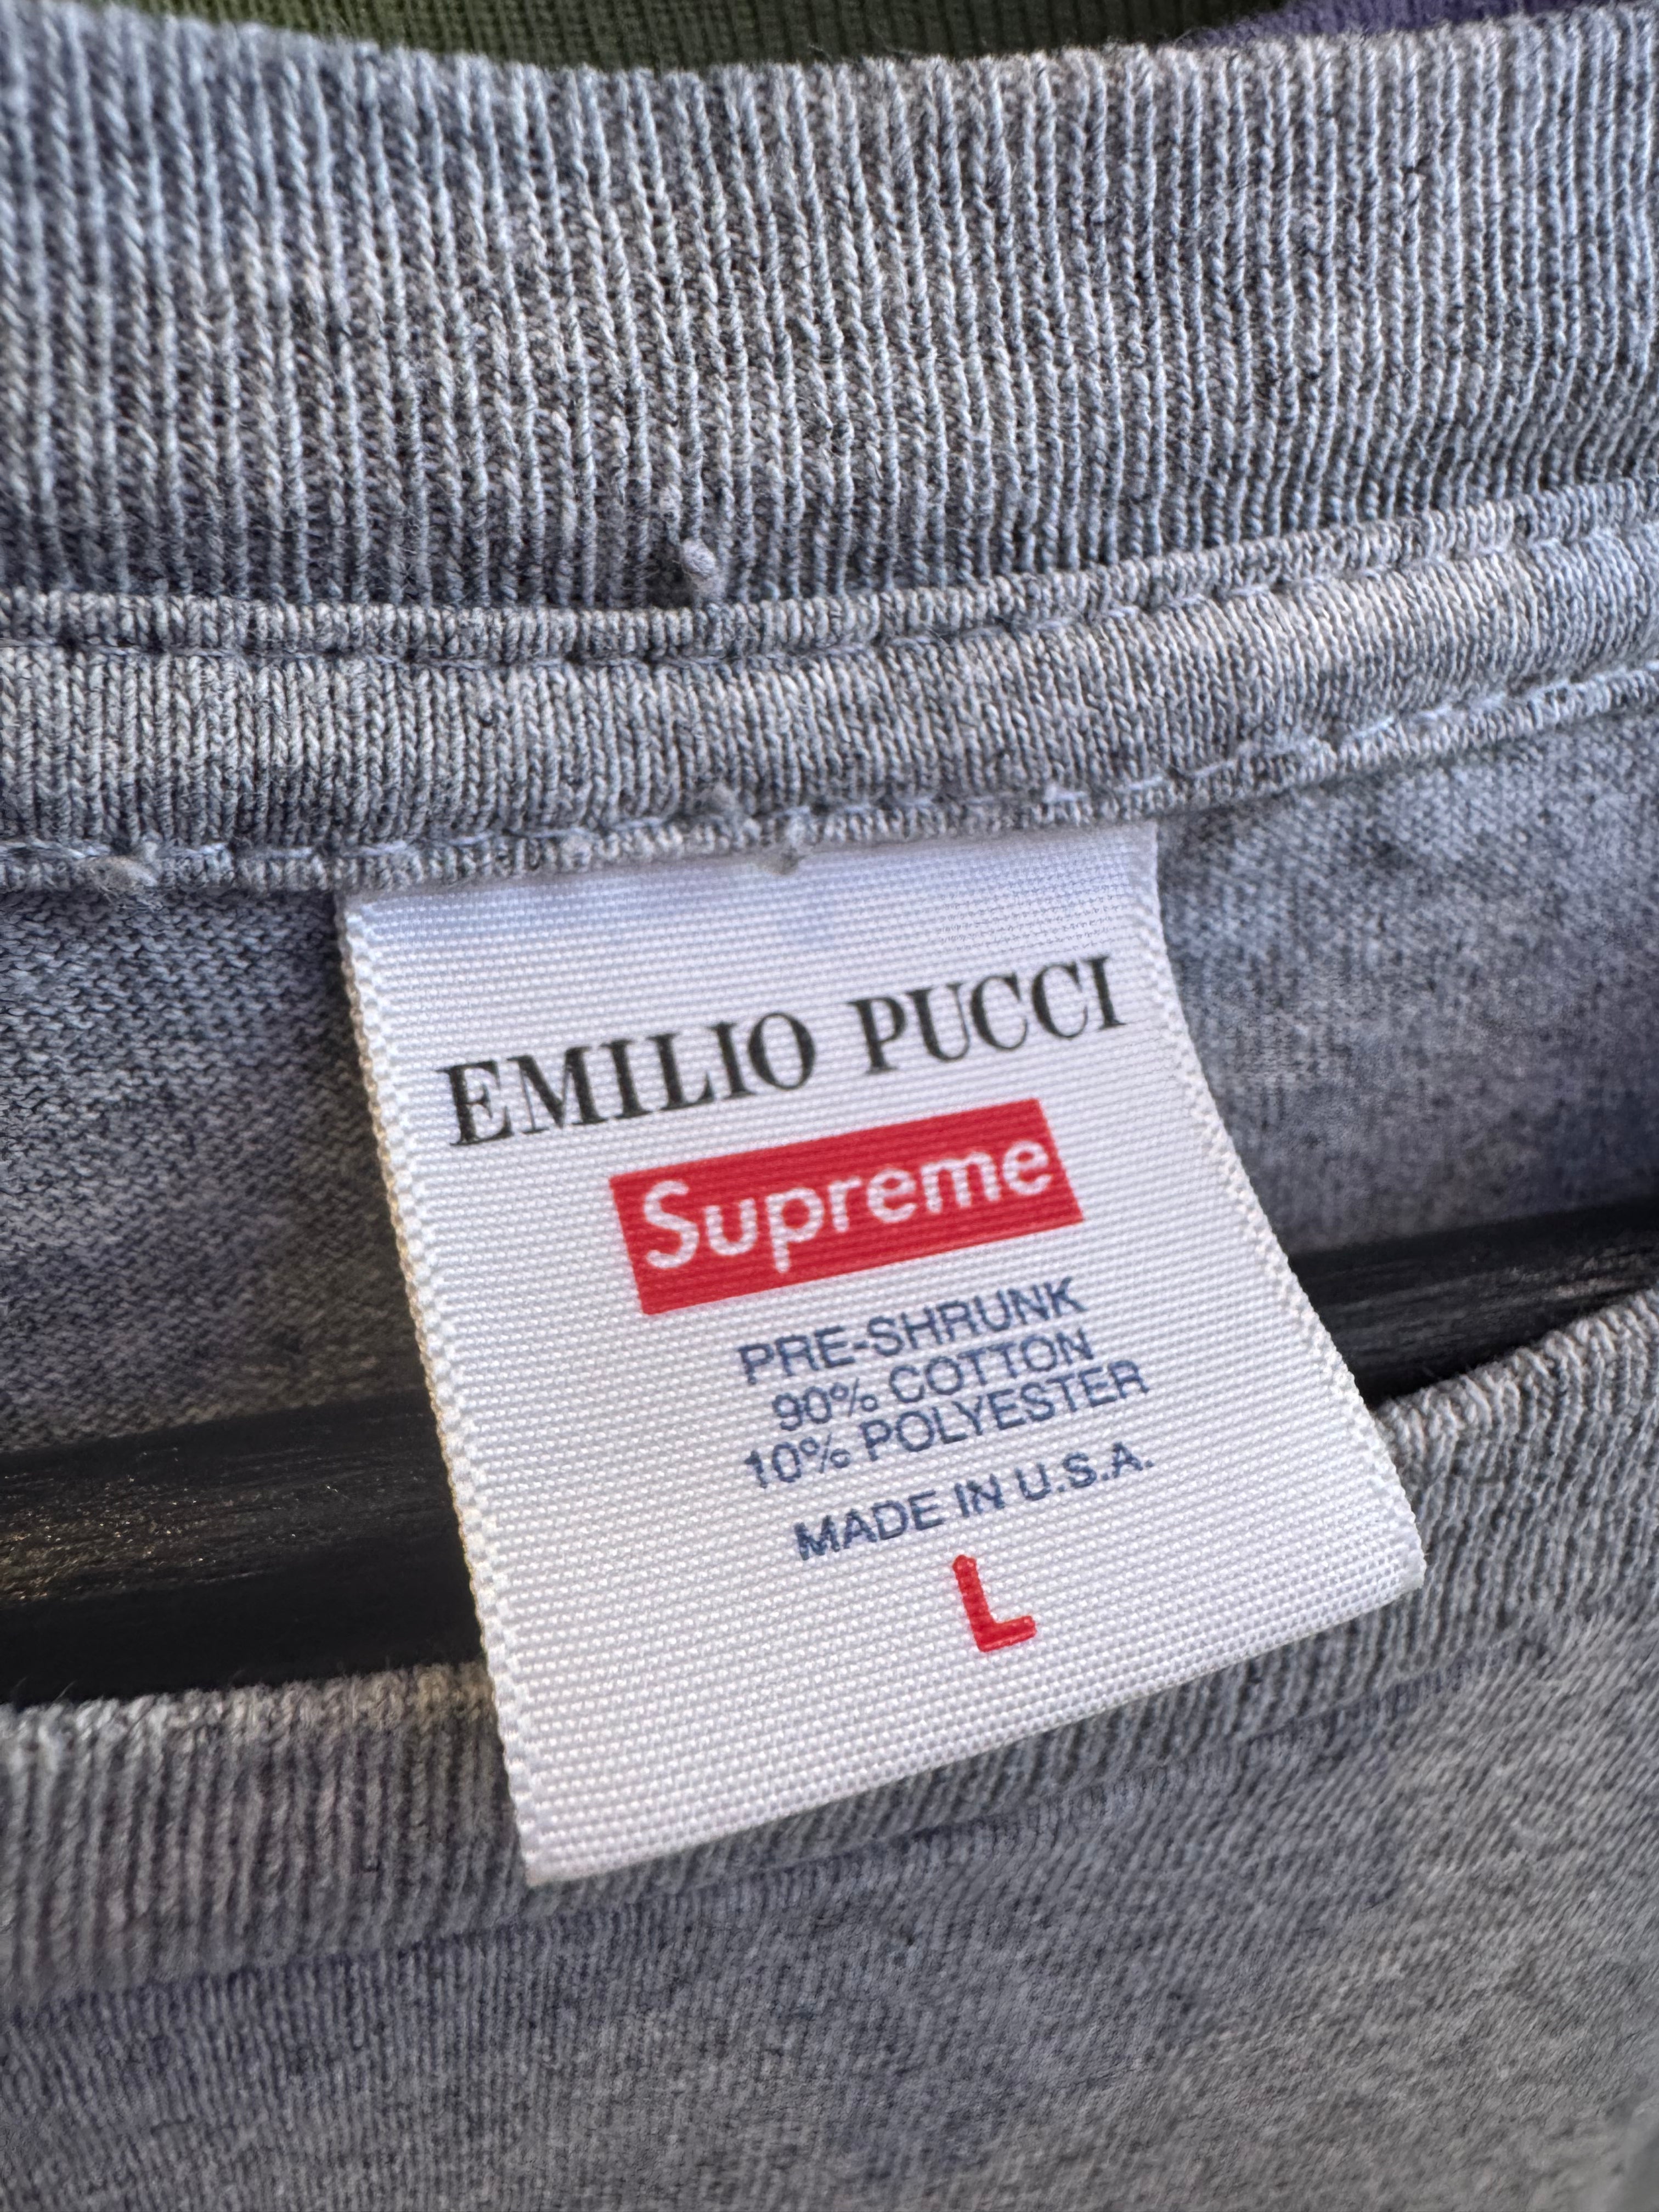 EMILIO PUCCI
Supreme
PRE-SHRUNK
90% COTTON
10% POLYESTER
MADE IN U.S.A.
L